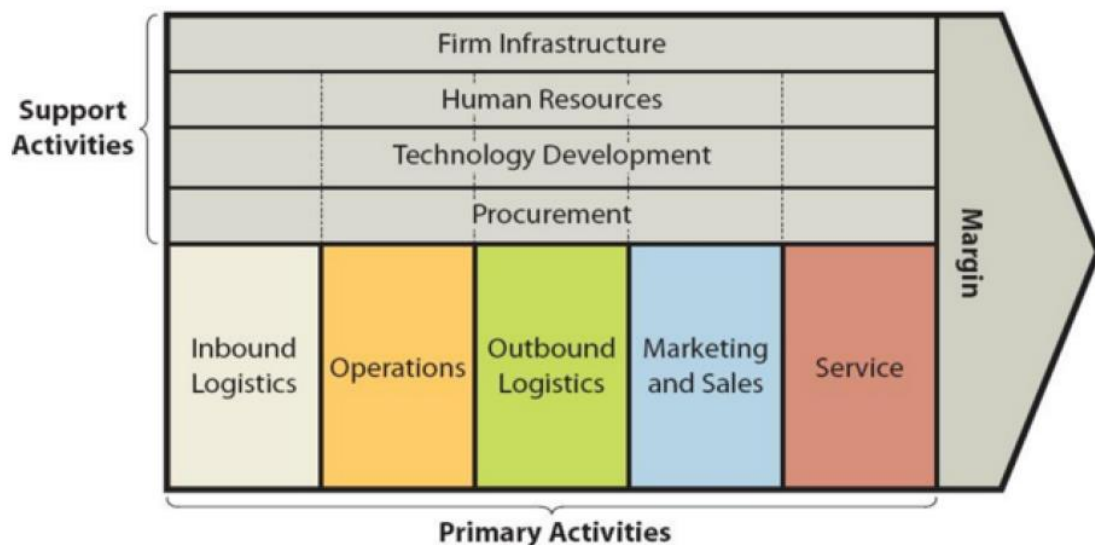 Firm Infrastructure
Support
Activities
Human Resources
Technology Development
Procurement
Inbound
Logistics
Operations
Outbound
Logistics
Marketing
and Sales
Service
Margin
Primary Activities